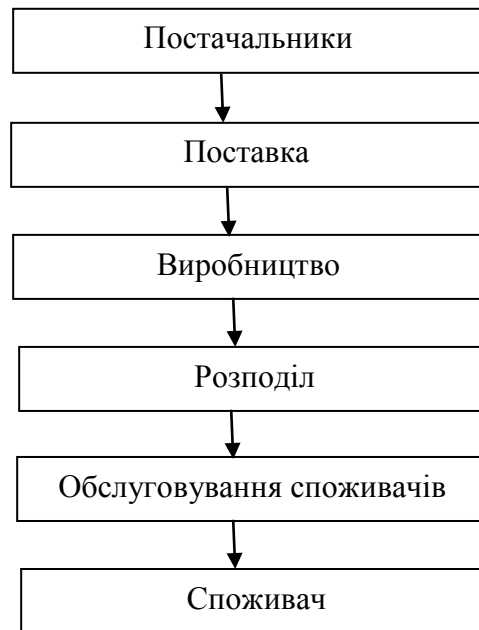 Постачальники
Поставка
Виробництво
Розподіл
Обслуговування споживачів
Споживач